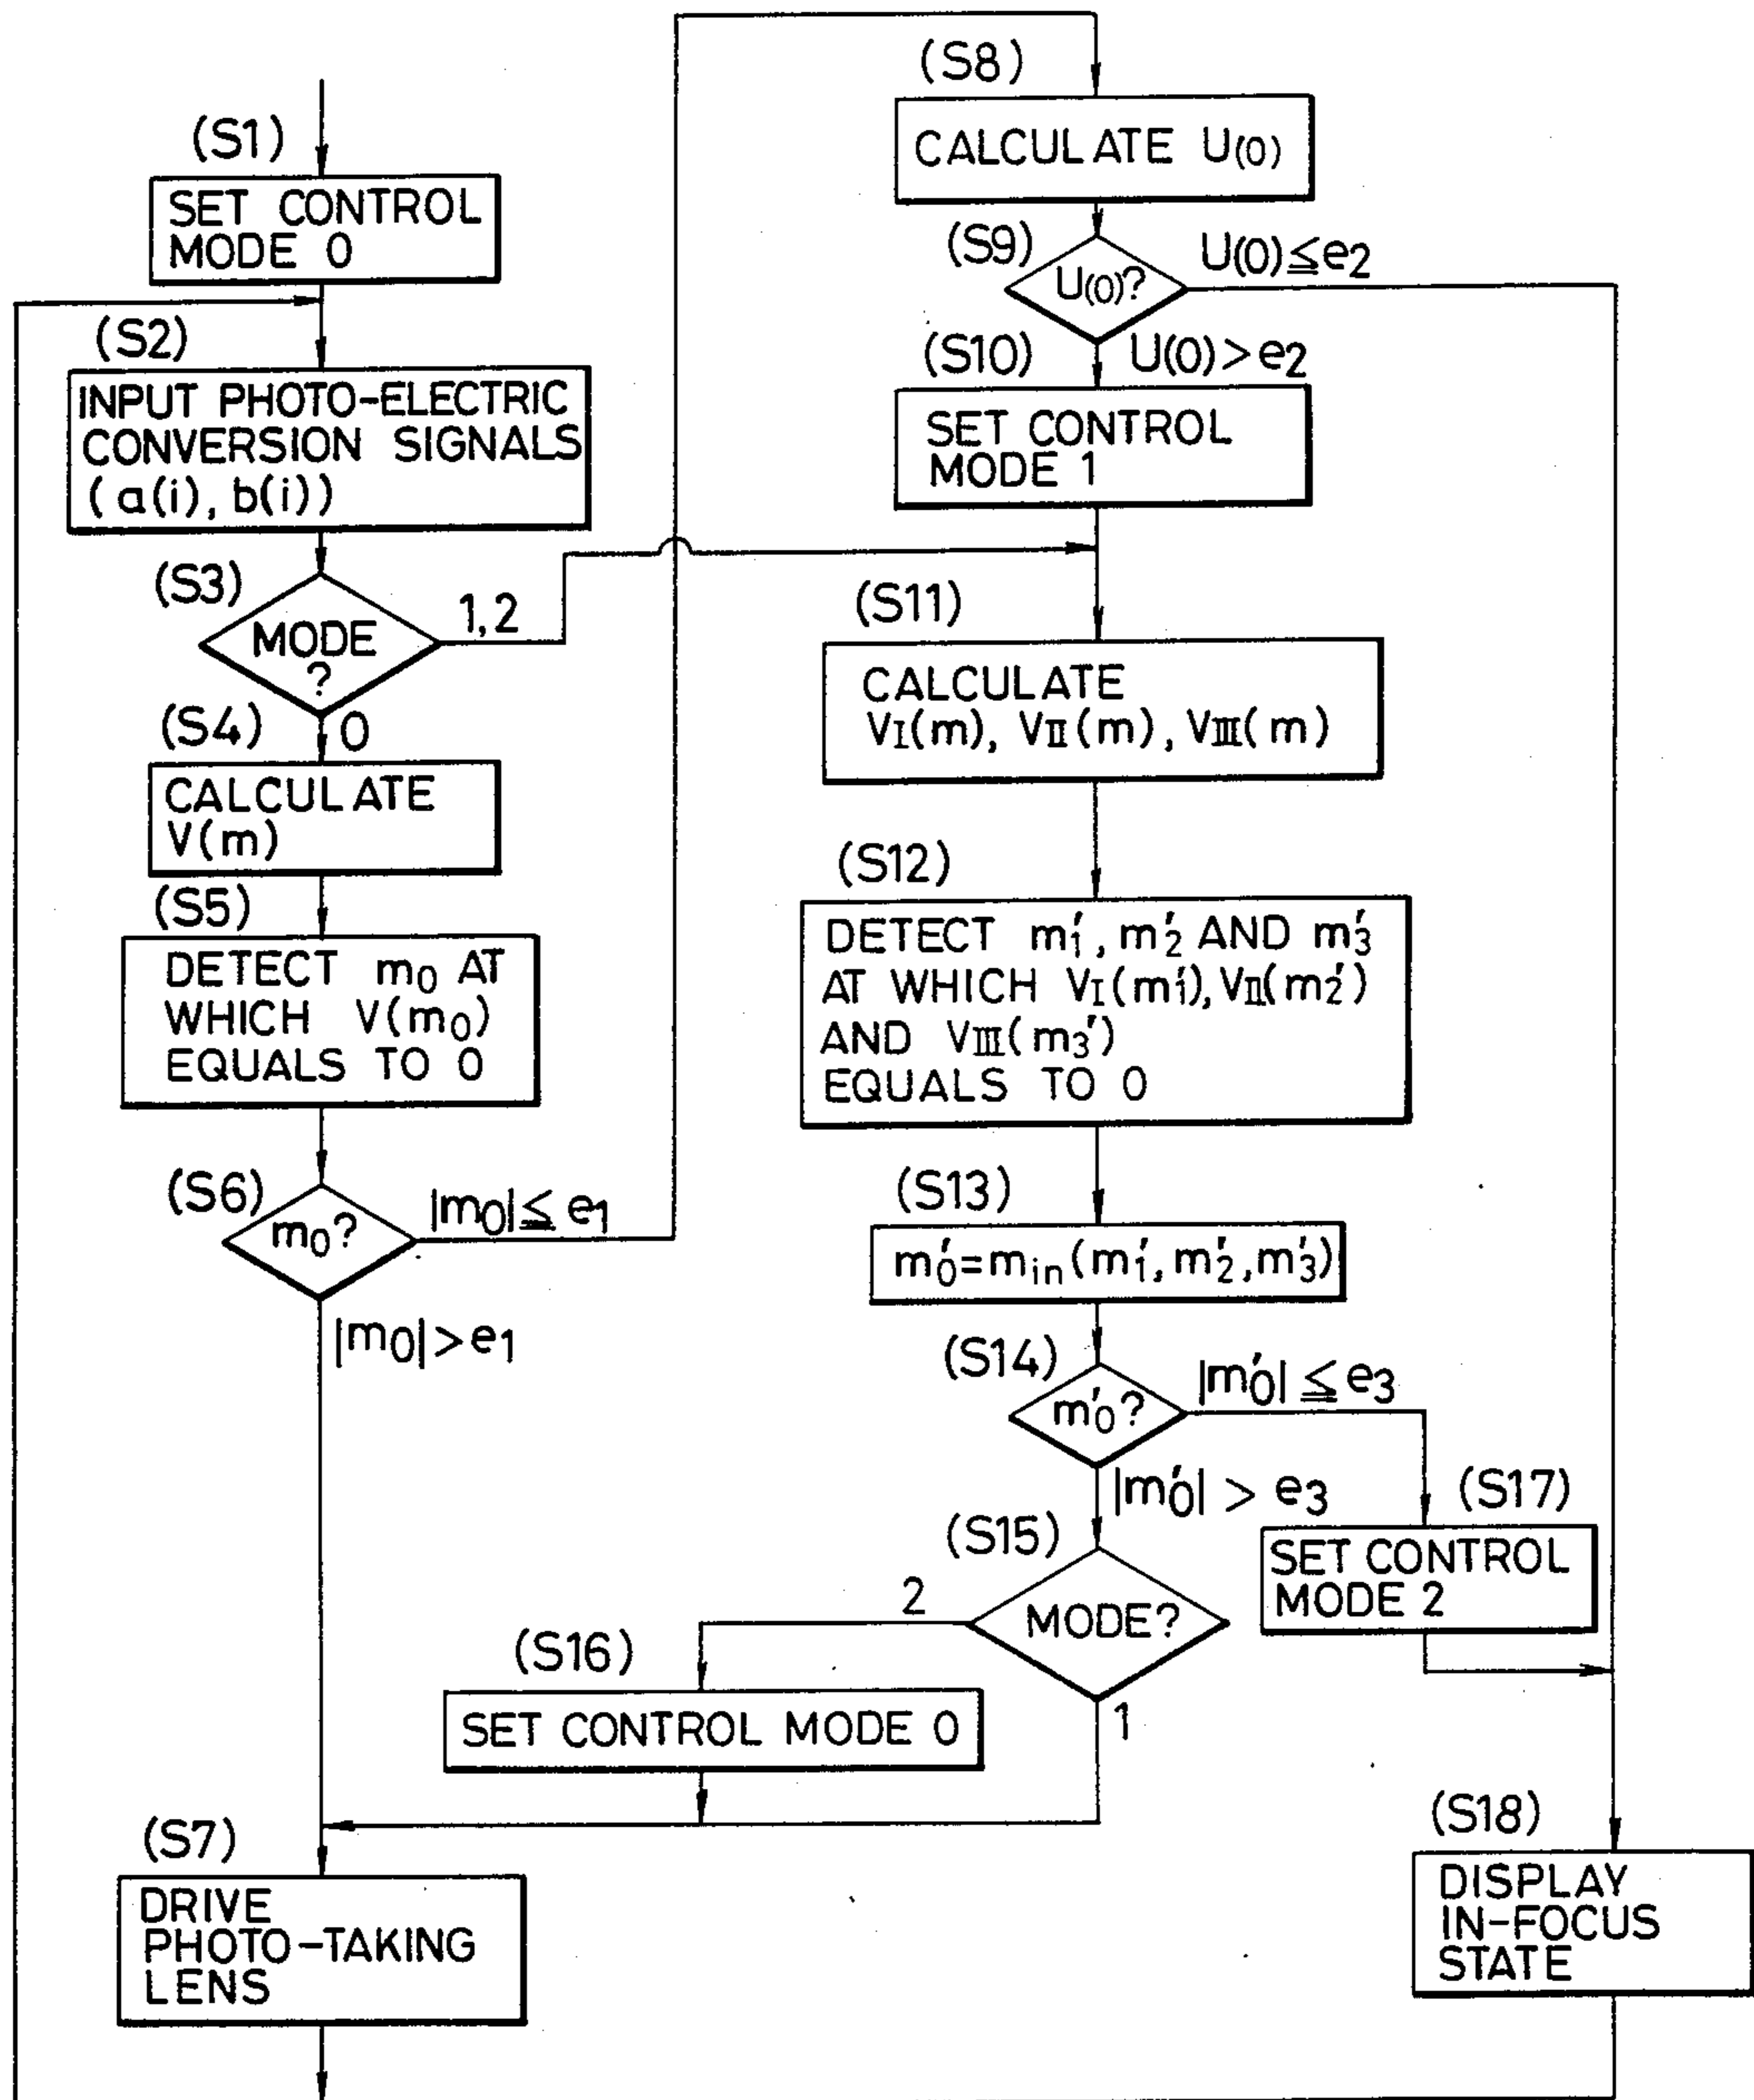 (S1)
SET CONTROL
MODE 0
(S2)
INPUT PHOTO-ELECTRIC
CONVERSION SIGNALS
(a(i), b(i))
(S3)
MODE
?
1,2
0
(S4)
CALCULATE
V(m)
(S5)
DETECT m0 AT
WHICH V(m0)
EQUALS TO 0
(S6)
m0?
|m0| ≦ e1
|m0| > e1
(S7)
DRIVE
PHOTO-TAKING
LENS
(S8)
CALCULATE U(0)
(S9)
U(0)?
U(0)≦e2
U(0)>e2
(S10)
SET CONTROL
MODE 1
(S11)
CALCULATE
VI(m), VII(m), VIII(m)
(S12)
DETECT m1', m2' AND m3'
AT WHICH VI(m1'), VII(m2')
AND VIII(m3')
EQUALS TO 0
(S13)
m0'=min(m1', m2', m3')
(S14)
m0'?
|m0'| ≦ e3
|m0'| > e3
(S15)
MODE?
2
1
(S16)
SET CONTROL MODE 0
(S17)
SET CONTROL
MODE 2
(S18)
DISPLAY
IN-FOCUS
STATE